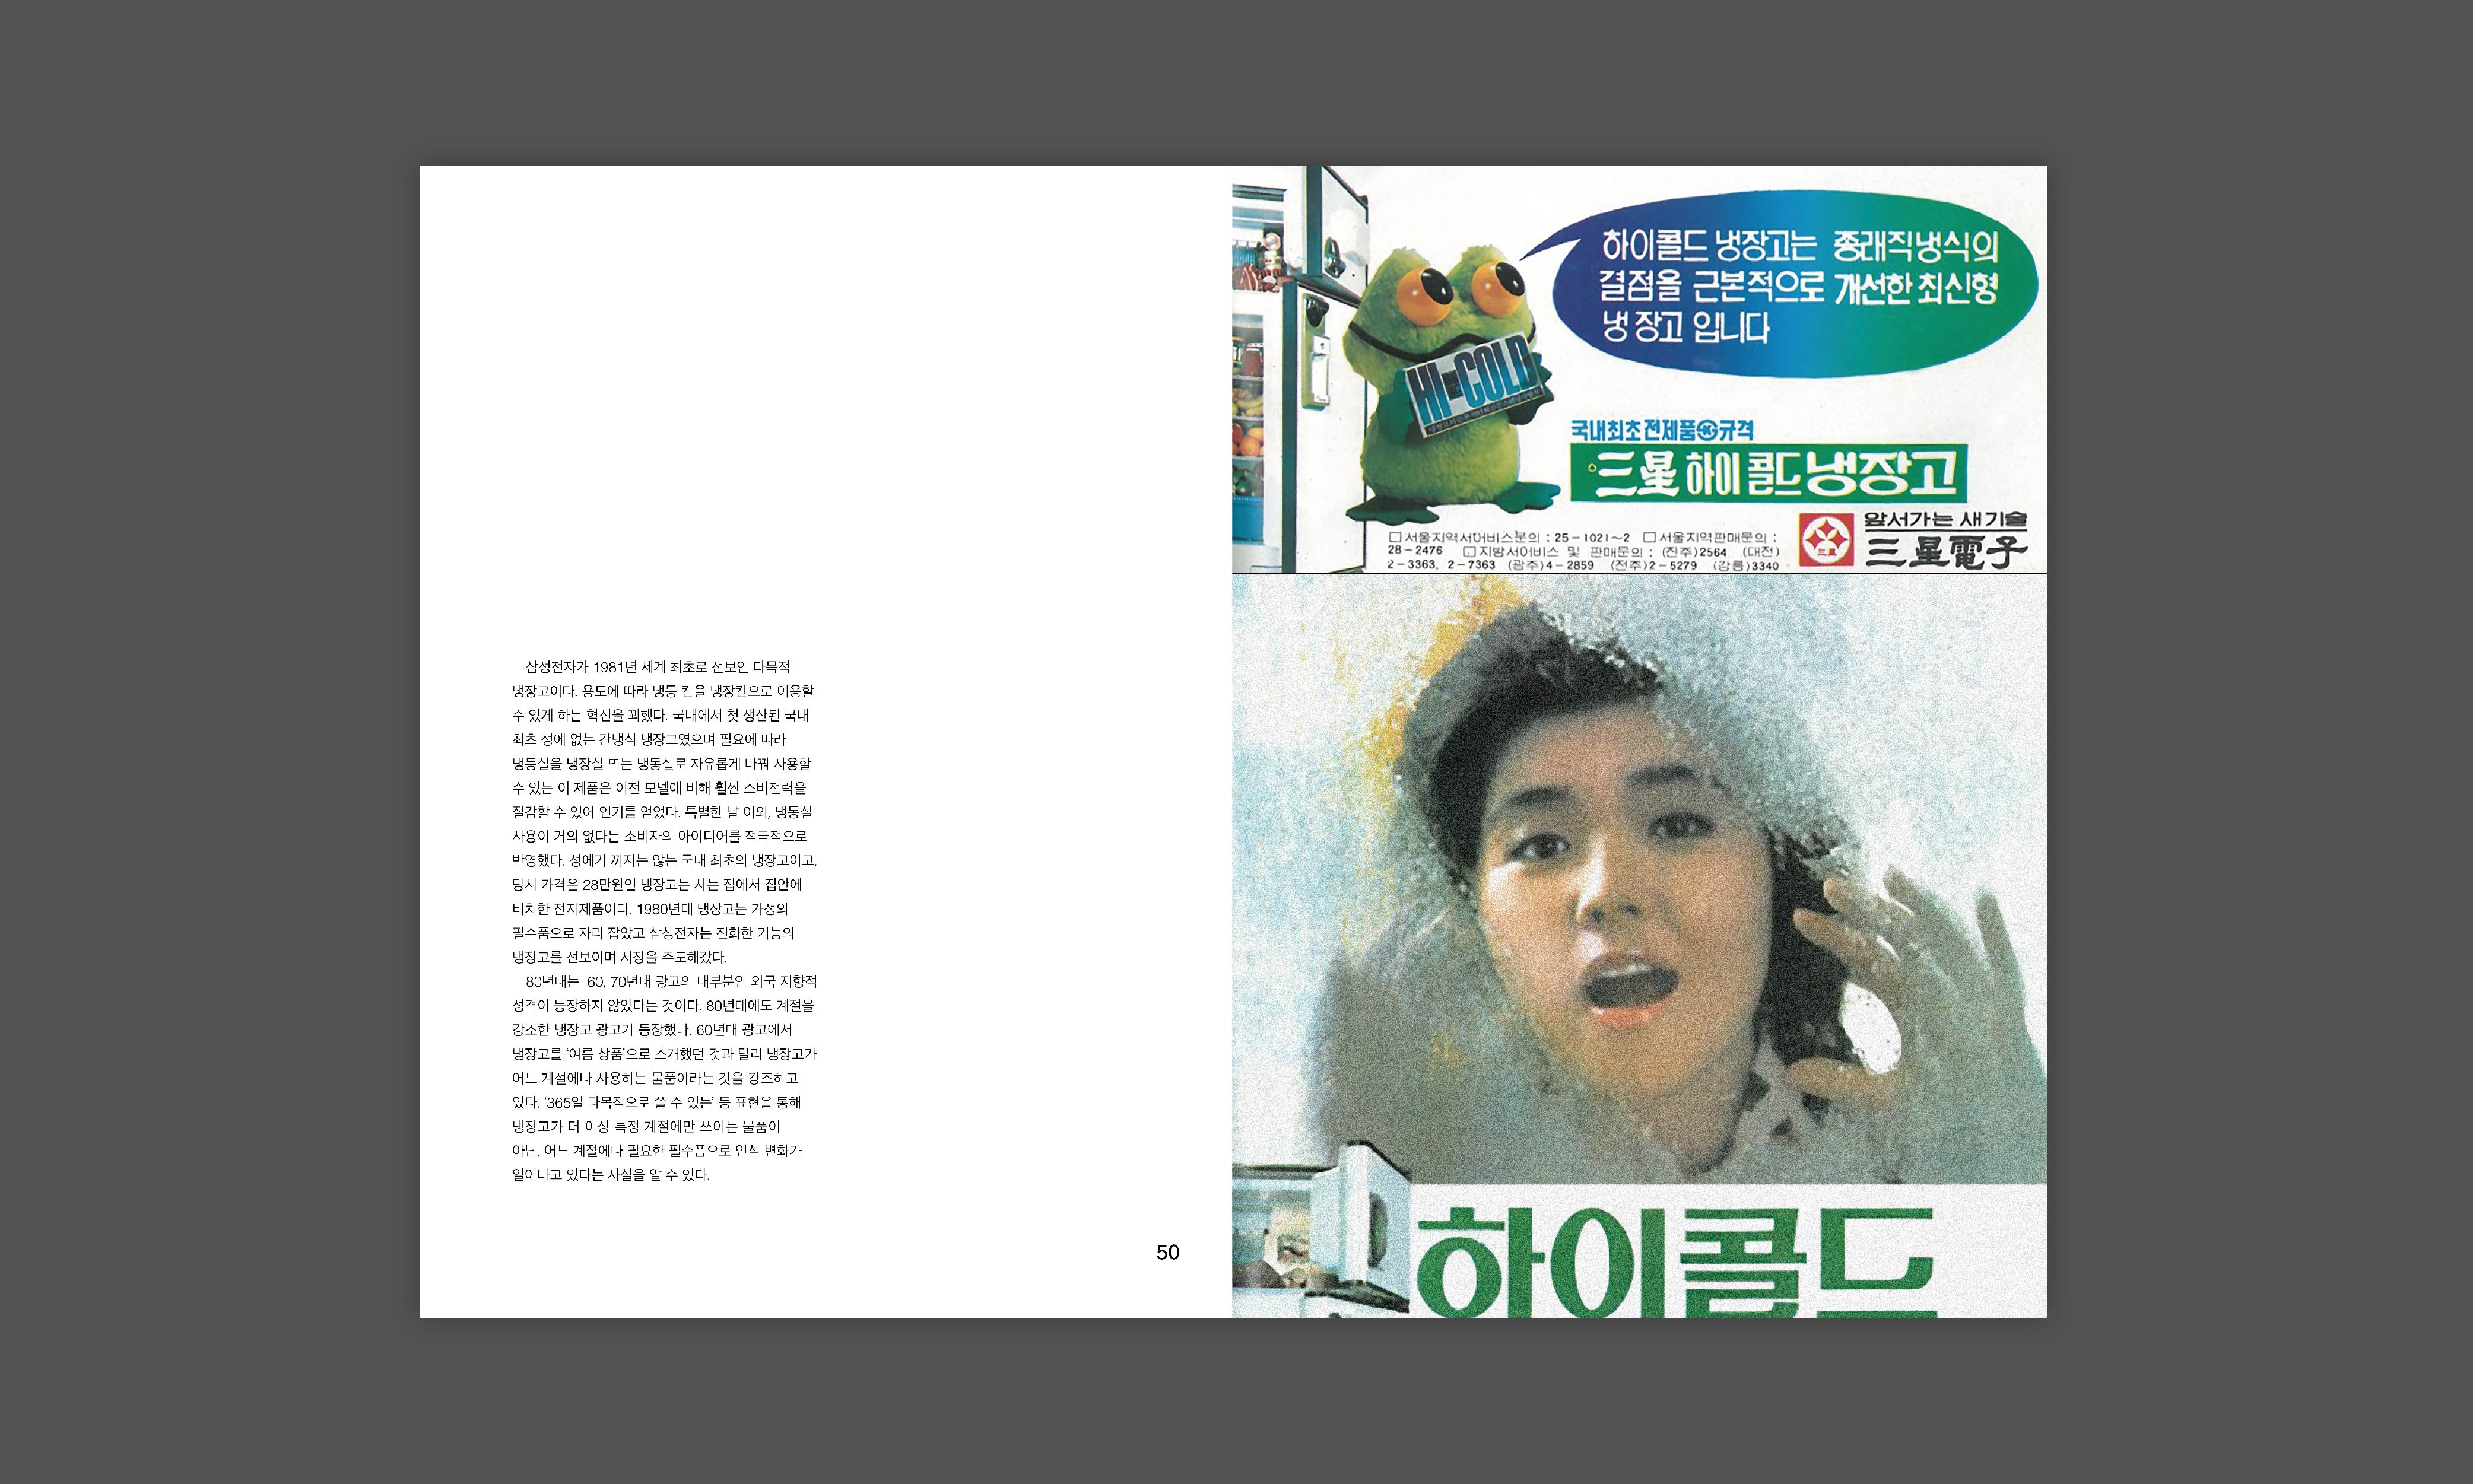 삼성전자가 1981년 세계 최초로 선보인 다목적
냉장고이다. 용도에 따라 냉동 칸을 냉장칸으로 이용할
수 있게 하는 혁신을 꾀했다. 국내에서 첫 생산된 국내
최초 성에 없는 간냉식 냉장고였으며 필요에 따라
냉동실을 냉장실 또는 냉동실로 자유롭게 바꿔 사용할
수 있는 이 제품은 이전 모델에 비해 훨씬 소비전력을
절감할 수 있어 인기를 얻었다. 특별한 날 이외, 냉동실
사용이 거의 없다는 소비자의 아이디어를 적극적으로
반영했다. 성에가 끼지는 않는 국내 최초의 냉장고이고,
당시 가격은 28만원인 냉장고는 사는 집에서 집안에
비치한 전자제품이다. 1980년대 냉장고는 가정의
필수품으로 자리 잡았고 삼성전자는 진화한 기능의
냉장고를 선보이며 시장을 주도해갔다.
80년대는 60, 70년대 광고의 대부분인 외국 지향적
성격이 등장하지 않았다는 것이다. 80년대에도 계절을
강조한 냉장고 광고가 등장했다. 60년대 광고에서
냉장고를 ‘여름 상품’으로 소개했던 것과 달리 냉장고가
어느 계절에나 사용하는 물품이라는 것을 강조하고
있다. ‘365일 다목적으로 쓸 수 있는’ 등 표현을 통해
냉장고가 더 이상 특정 계절에만 쓰이는 물품이
아닌, 어느 계절에나 필요한 필수품으로 인식 변화가
일어나고 있다는 사실을 알 수 있다.
50
하이콜드 냉장고는 종래직냉식의
결점을 근본적으로 개선한 최신형
냉장고 입니다
HI-COLD
국내최초전제품규격
三星하이콜드냉장고
□서울지역서어비스문의 : 25-1021~2 □서울지역판매문의 :
28-2476 □지방서어비스 및 판매문의 : (진주)2564 (대전)
2-3363, 2-7363 (광주)4-2859 (전주)2-5279 (강릉)3340
三星
앞서가는 새기술
三星電子
하이콜드